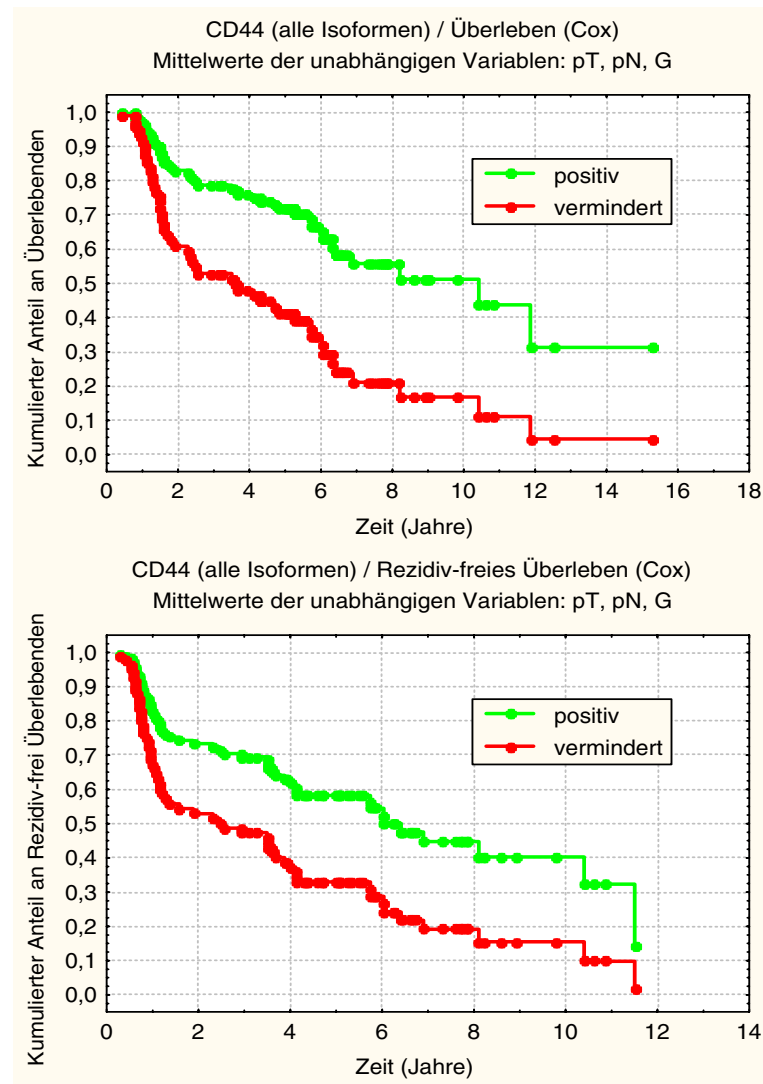 CD44 (alle Isoformen) / Überleben (Cox)
Mittelwerte der unabhängigen Variablen: pT, pN, G
Kumulierter Anteil an Überlebenden
1,0
0,9
0,8
0,7
0,6
0,5
0,4
0,3
0,2
0,1
0,0
positiv
vermindert
0 2 4 6 8 10 12 14 16 18
Zeit (Jahre)
CD44 (alle Isoformen) / Rezidiv-freies Überleben (Cox)
Mittelwerte der unabhängigen Variablen: pT, pN, G
Kumulierter Anteil an Rezidiv-frei Überlebenden
1,0
0,9
0,8
0,7
0,6
0,5
0,4
0,3
0,2
0,1
0,0
positiv
vermindert
0 2 4 6 8 10 12 14
Zeit (Jahre)